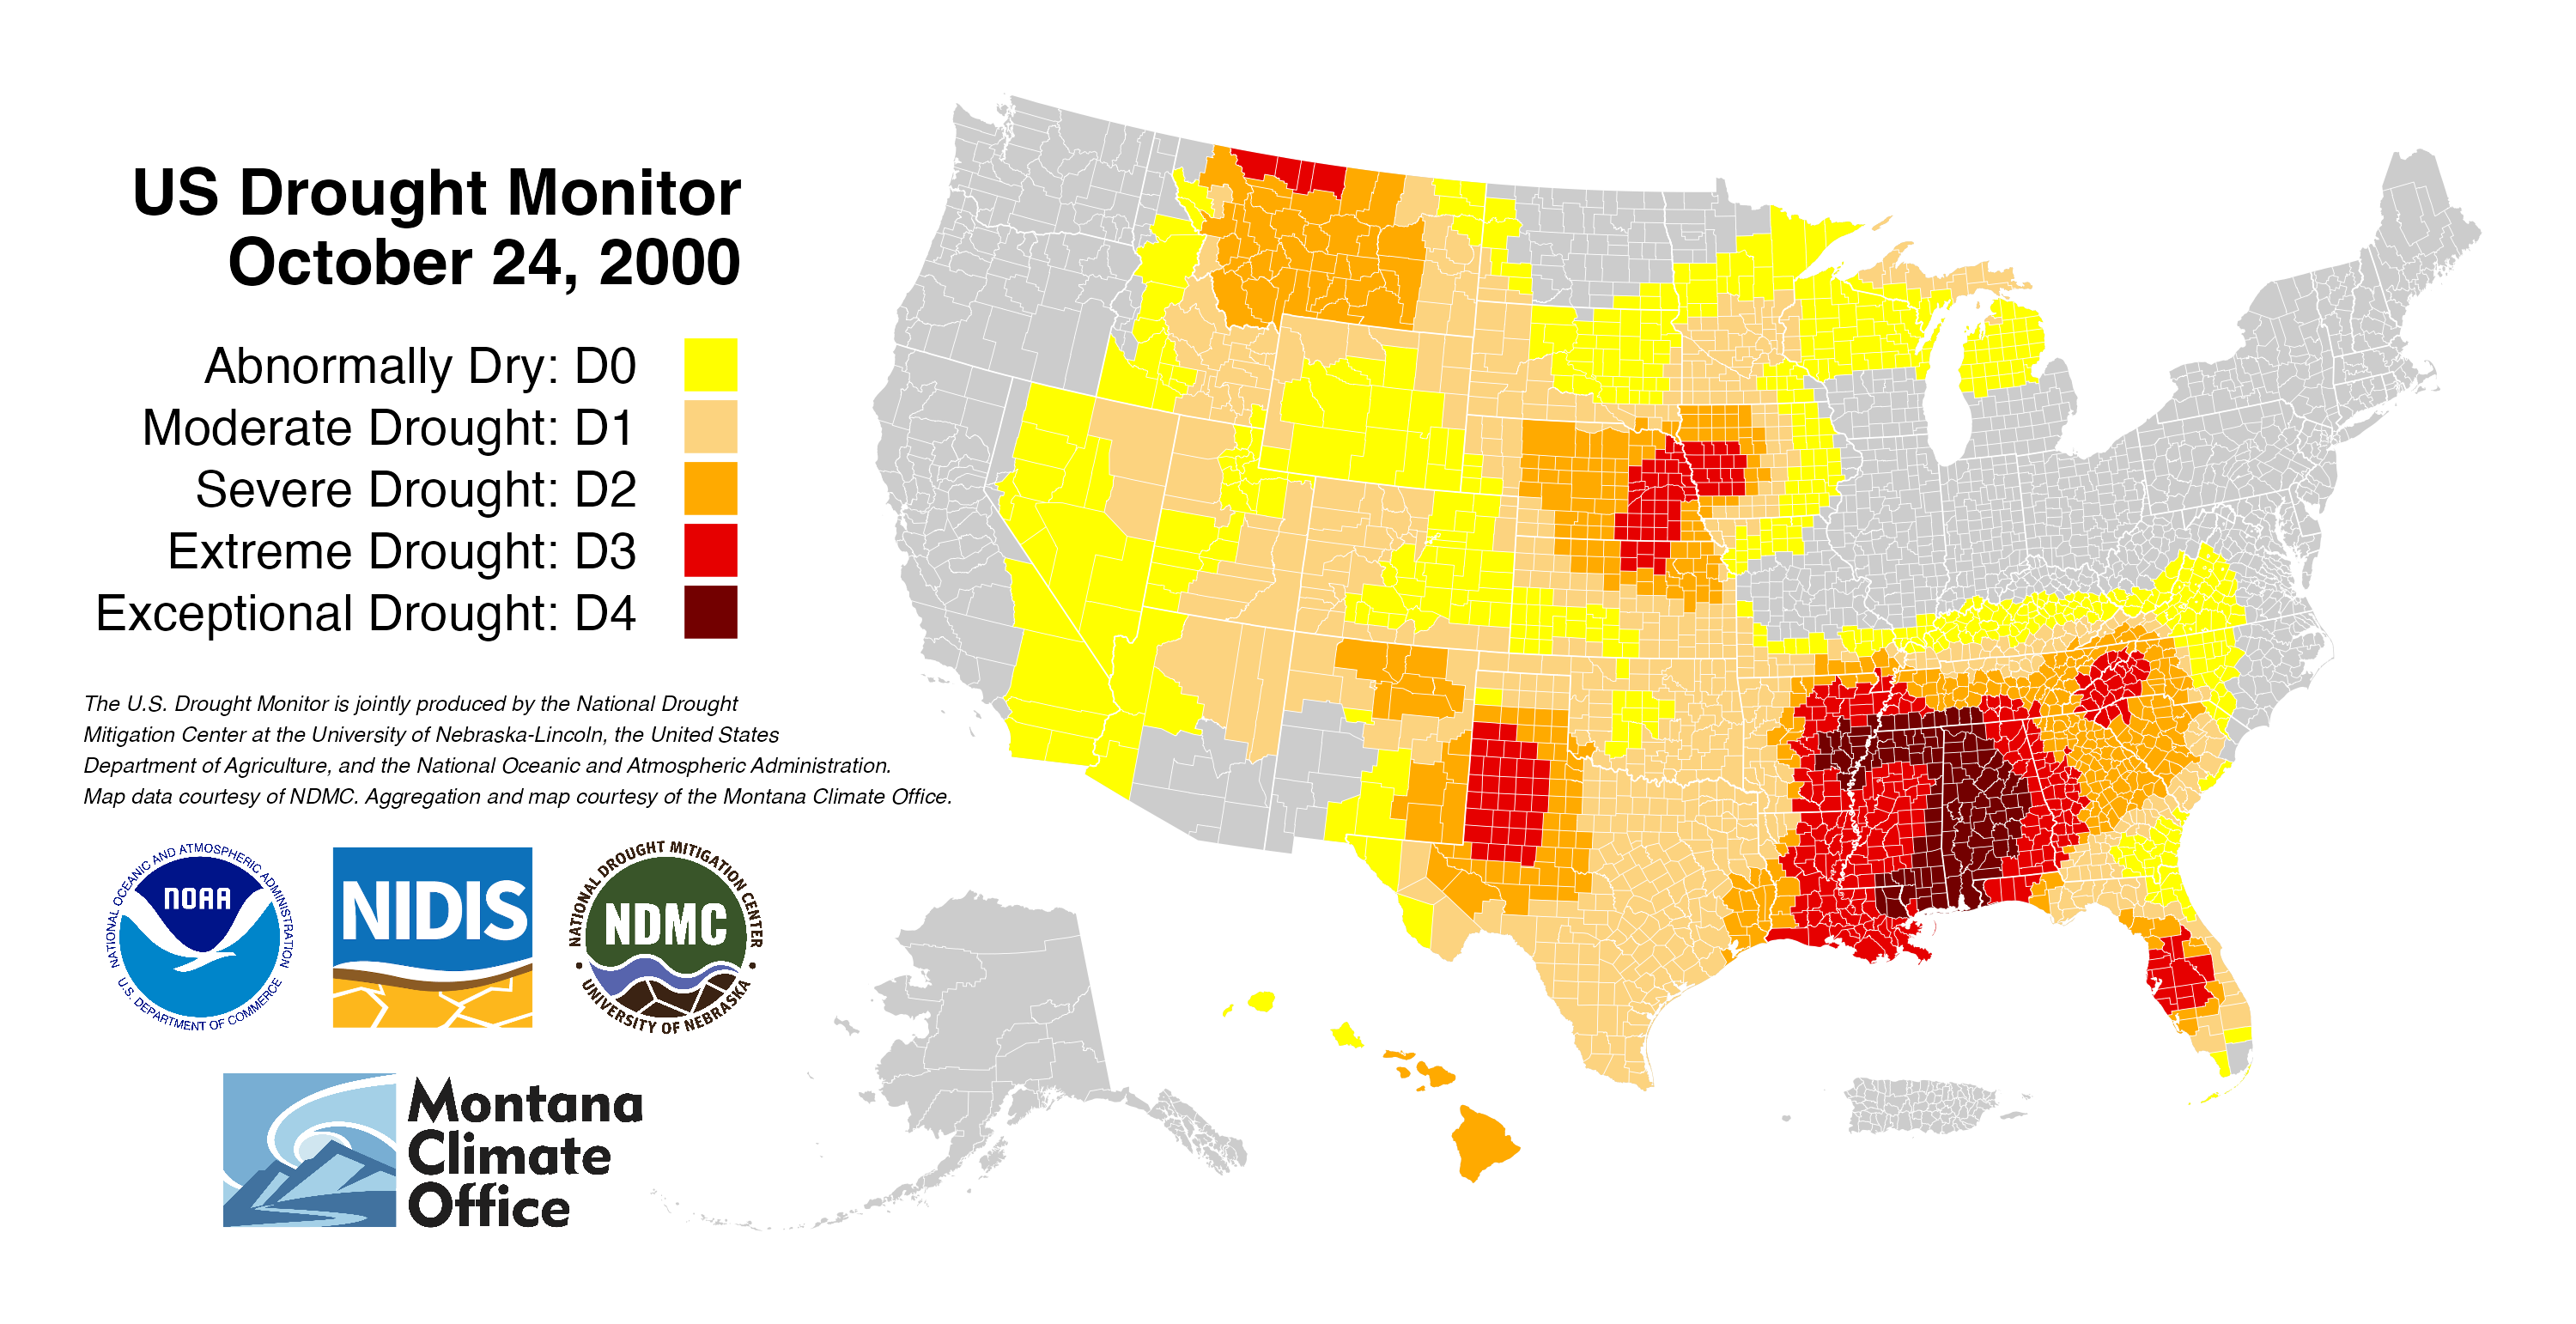 US Drought Monitor
October 24, 2000
Abnormally Dry: D0
Moderate Drought: D1
Severe Drought: D2
Extreme Drought: D3
Exceptional Drought: D4
The U.S. Drought Monitor is jointly produced by the National Drought
Mitigation Center at the University of Nebraska-Lincoln, the United States
Department of Agriculture, and the National Oceanic and Atmospheric Administration.
Map data courtesy of NDMC. Aggregation and map courtesy of the Montana Climate Office.
NATIONAL OCEANIC AND ATMOSPHERIC ADMINISTRATION
NOAA
U.S. DEPARTMENT OF COMMERCE
NIDIS
NATIONAL DROUGHT MITIGATION CENTER
NDMC
UNIVERSITY OF NEBRASKA
Montana
Climate
Office